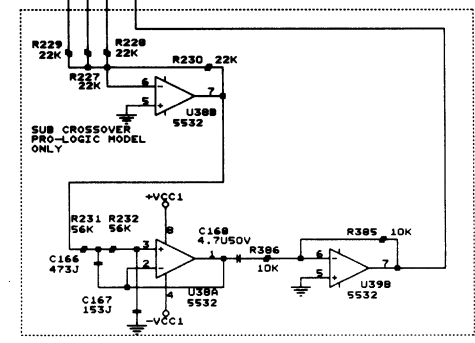 R229
22K
R228
22K
R227
22K
R230 22K
6
5
7
U38B
5532
SUB CROSSOVER
PRO-LOGIC MODEL
ONLY
+VCC1
R231
56K
R232
56K
8
3
2
1
4
C168
4.7U50V
R386
10K
R385 10K
6
5
7
U39B
5532
C166
473J
U38A
5532
C167
153J
-VCC1